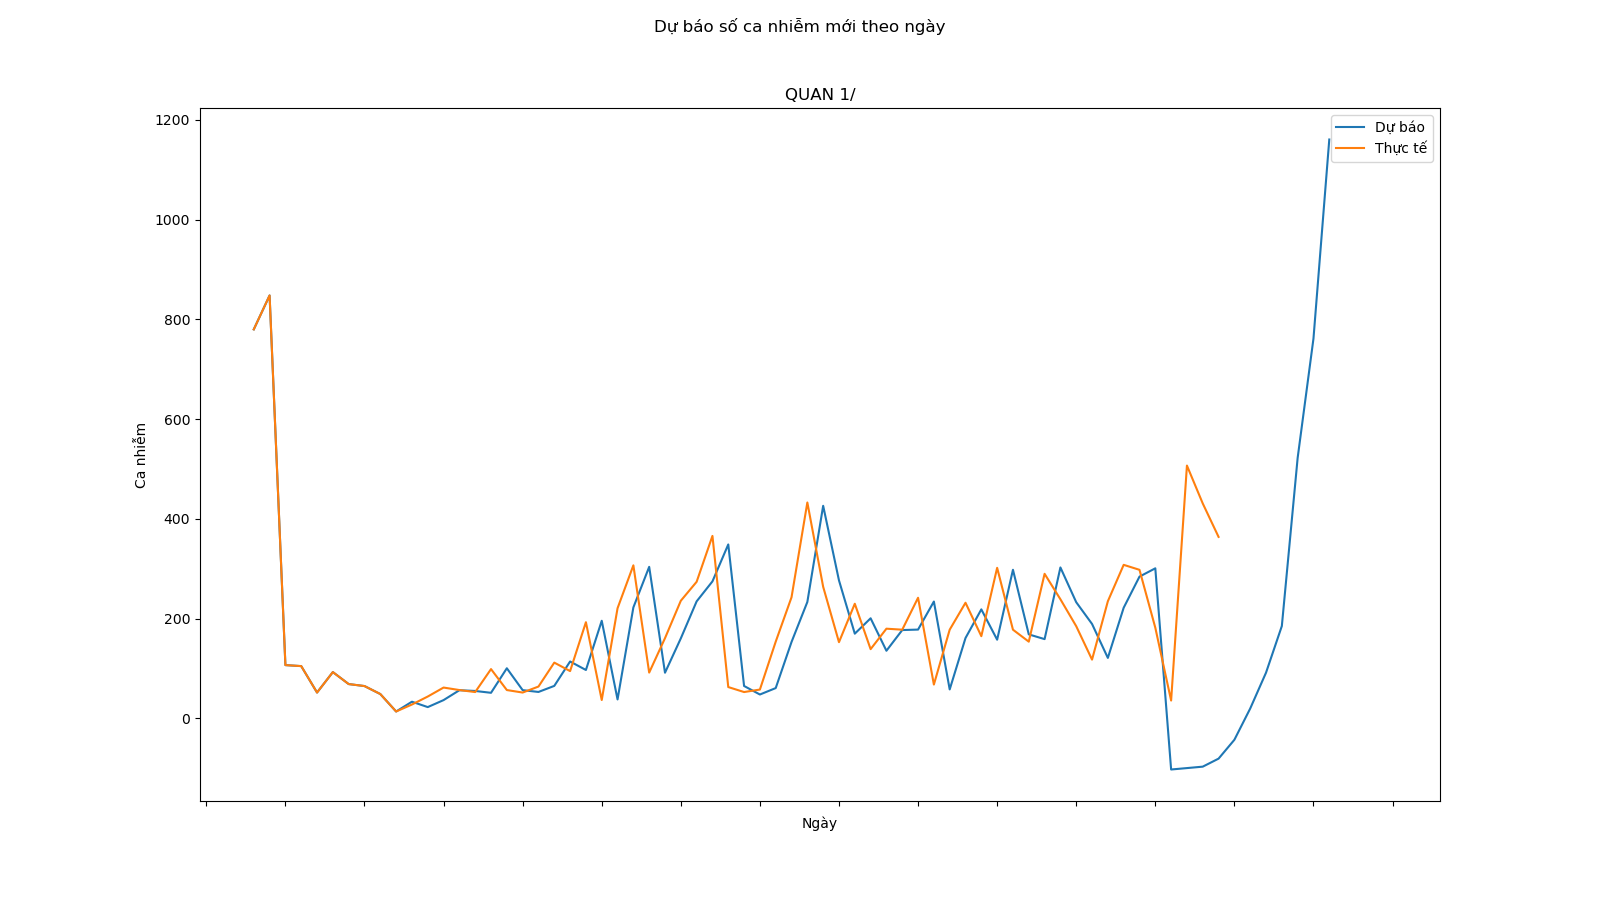 Dự báo số ca nhiễm mới theo ngày
QUAN 1/
1200
1000
800
600
400
200
0
Ca nhiễm
Dự báo
Thực tế
Ngày